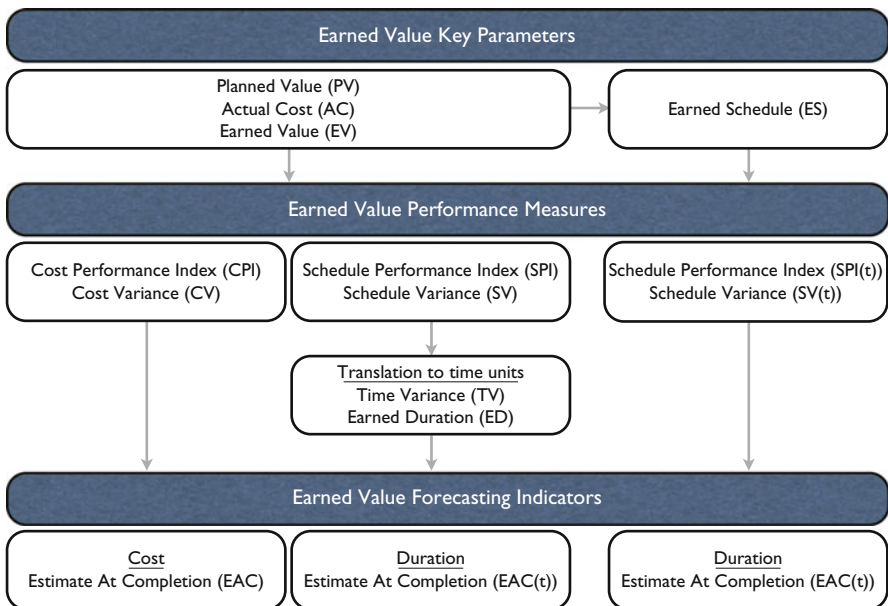 Earned Value Key Parameters
Planned Value (PV)
Actual Cost (AC)
Earned Value (EV)
Earned Schedule (ES)
Earned Value Performance Measures
Cost Performance Index (CPI)
Cost Variance (CV)
Schedule Performance Index (SPI)
Schedule Variance (SV)
Schedule Performance Index (SPI(t))
Schedule Variance (SV(t))
Translation to time units
Time Variance (TV)
Earned Duration (ED)
Earned Value Forecasting Indicators
Cost
Estimate At Completion (EAC)
Duration
Estimate At Completion (EAC(t))
Duration
Estimate At Completion (EAC(t))